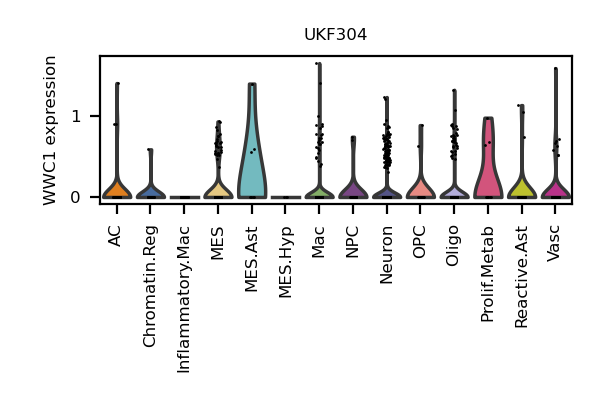 UKF304
WWC1 expression
1
0
AC
Chromatin.Reg
Inflammatory.Mac
MES
MES.Ast
MES.Hyp
Mac
NPC
Neuron
OPC
Oligo
Prolif.Metab
Reactive.Ast
Vasc